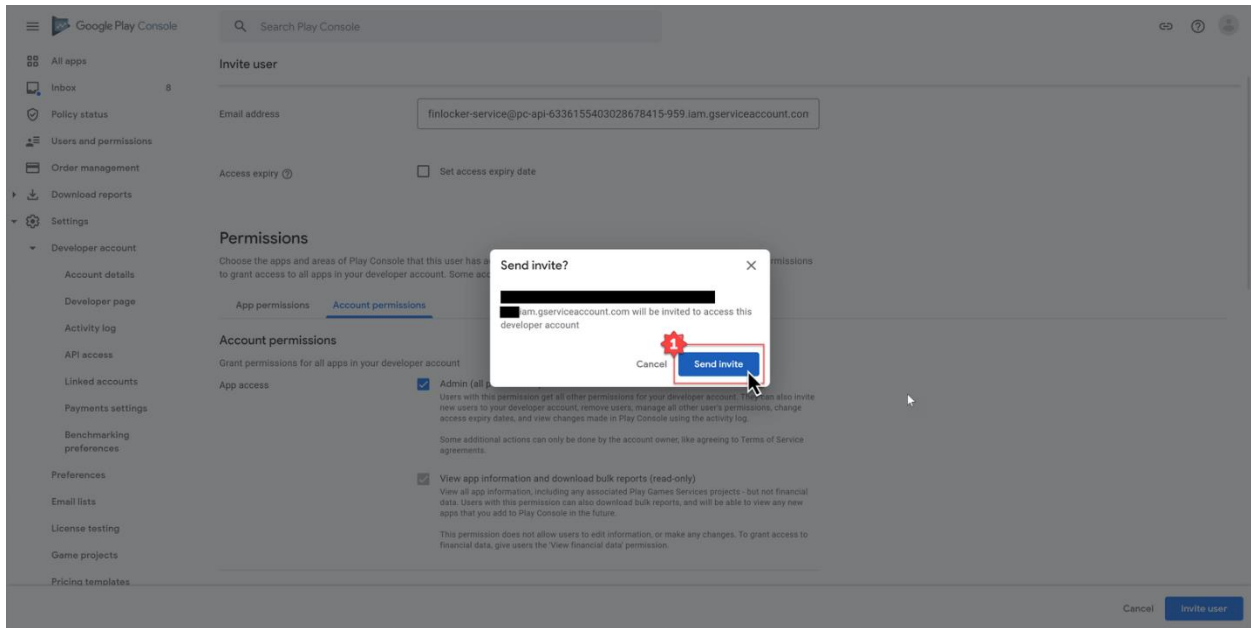 Google Play Console
Search Play Console
All apps
Inbox 8
Policy status
Users and permissions
Order management
Download reports
Settings
Developer account
Account details
Developer page
Activity log
API access
Linked accounts
Payments settings
Benchmarking
preferences
Preferences
Email lists
License testing
Game projects
Pricing templates
Invite user
Email address
finlocker-service@pc-api-6336155403028678415-959.iam.gserviceaccount.con
Access expiry
Set access expiry date
Permissions
Choose the apps and areas of Play Console that this user has a
rmissions
to grant access to all apps in your developer account. Some acc
App permissions
Account permissions
Account permissions
Grant permissions for all apps in your developer account
App access
Admin (all p
Users with this permission get all other permissions for your developer account. They can also invite
new users to your developer account, remove users, manage all other user's permissions, change
access expiry dates, and view changes made in Play Console using the activity log.
Some additional actions can only be done by the account owner, like agreeing to Terms of Service
agreements.
View app information and download bulk reports (read-only)
View all app information, including any associated Play Games Services projects - but not financial
data. Users with this permission can also download bulk reports, and will be able to view any new
apps that you add to Play Console in the future.
This permission does not allow users to edit information, or make any changes. To grant access to
financial data, give users the 'View financial data' permission.
Send invite?
iam.gserviceaccount.com will be invited to access this
developer account
1
Cancel
Send invite
Cancel
Invite user